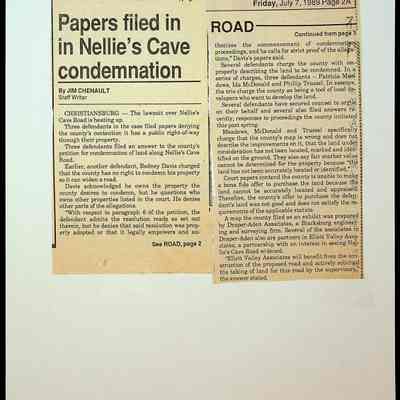 Papers filed in
in Nellie's Cave
condemnation
By JIM CHENAULT
Staff Writer
CHRISTIANSBURG — The lawsuit over Nellie's
Cave Road is heating up.
Three defendants in the case filed papers denying
the county's contention it has a public right-of-way
through their property.
Three defendants filed an answer to the county's
petition for condemnation of land along Nellie's Cave
Road.
Earlier, another defendant, Rodney Davis charged
that the county has no right to condemn his property
so it can widen a road.
Davis acknowledged he owns the property the
county desires to condemn, but he questions who
owns other properties listed in the court. He denies
other parts of the allegations.
"With respect to paragraph 6 of the petition, the
defendant admits the resolution reads as set out
therein, but he denies that said resolution was prop-
erly adopted or that it legally empowers and au-
See ROAD, page 2
Friday, July 7, 1989 Page 2A
ROAD
Continued from page 1
thorizes the commencement of condemnation
proceedings, and he calls for strict proof of the allega-
tions," Davis's papers said.
Several defendants charge the county with im-
properly describing the land to be condemned. In a
series of charges, three defendants — Patricia Mead-
ows, Ida McDonald and Phillip Trussel. In essence,
the trio charge the county as being a tool of local de-
velopers who want to develop the land.
Several defendants have secured counsel to argue
on their behalf and several also filed answers re-
cently, responses to proceedings the county initiated
this past spring.
Meadows, McDonald and Trussel specifically
charge that the county may not and does not
describe the improvements on it, that the land under
consideration has not been located, marked and iden-
tified on the ground. They also say fair market value
cannot be determined for the property because "the
land has not been accurately located or identified."
Court papers contend the county is unable to make
a bona fide offer to purchase the land because the
land cannot be accurately located and appraised.
Therefore, the county's offer to purchase the defen-
dant's land was not good and does not satisfy the re-
quirements of the applicable statute.
A map the county filed as an exhibit was prepared
by Draper-Aden Associates, a Blacksburg engineer-
ing and surveying firm. Several of the associates in
Draper-Aden also are partners in Elliott Valley Asso-
ciates, a partnership with an interest in seeing Nel-
lie's Cave Road widened.
"Elliott Valley Associates will benefit from the con-
struction of the proposed road and actively solicited
the taking of land for this road by the supervisors,"
the answer stated.